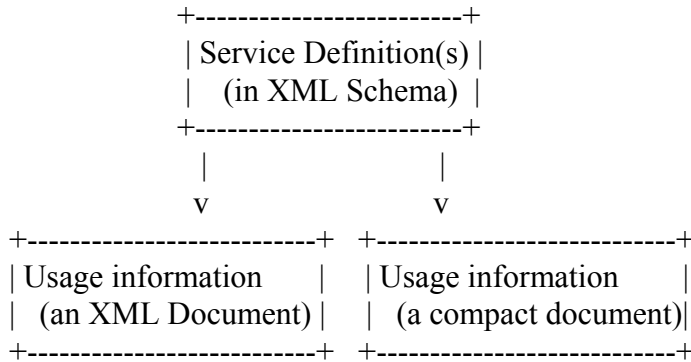 +--------------------------+
| Service Definition(s) |
| (in XML Schema) |
+--------------------------+
| |
v v
+---------------------------+ +----------------------------+
| Usage information | | Usage information |
| (an XML Document) | | (a compact document)|
+---------------------------+ +----------------------------+